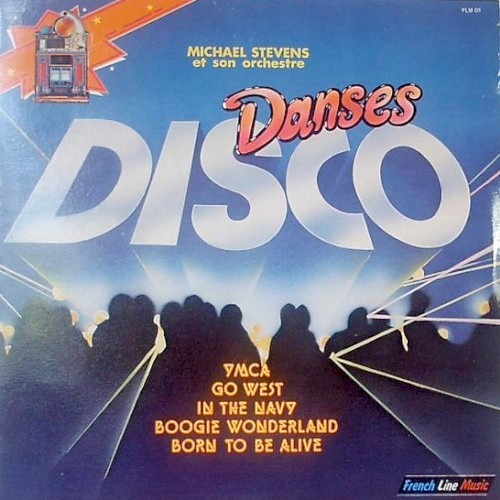 FLM 01
MICHAEL STEVENS
et son orchestre
Danses
DISCO
YMCA
GO WEST
IN THE NAVY
BOOGIE WONDERLAND
BORN TO BE ALIVE
French Line Music